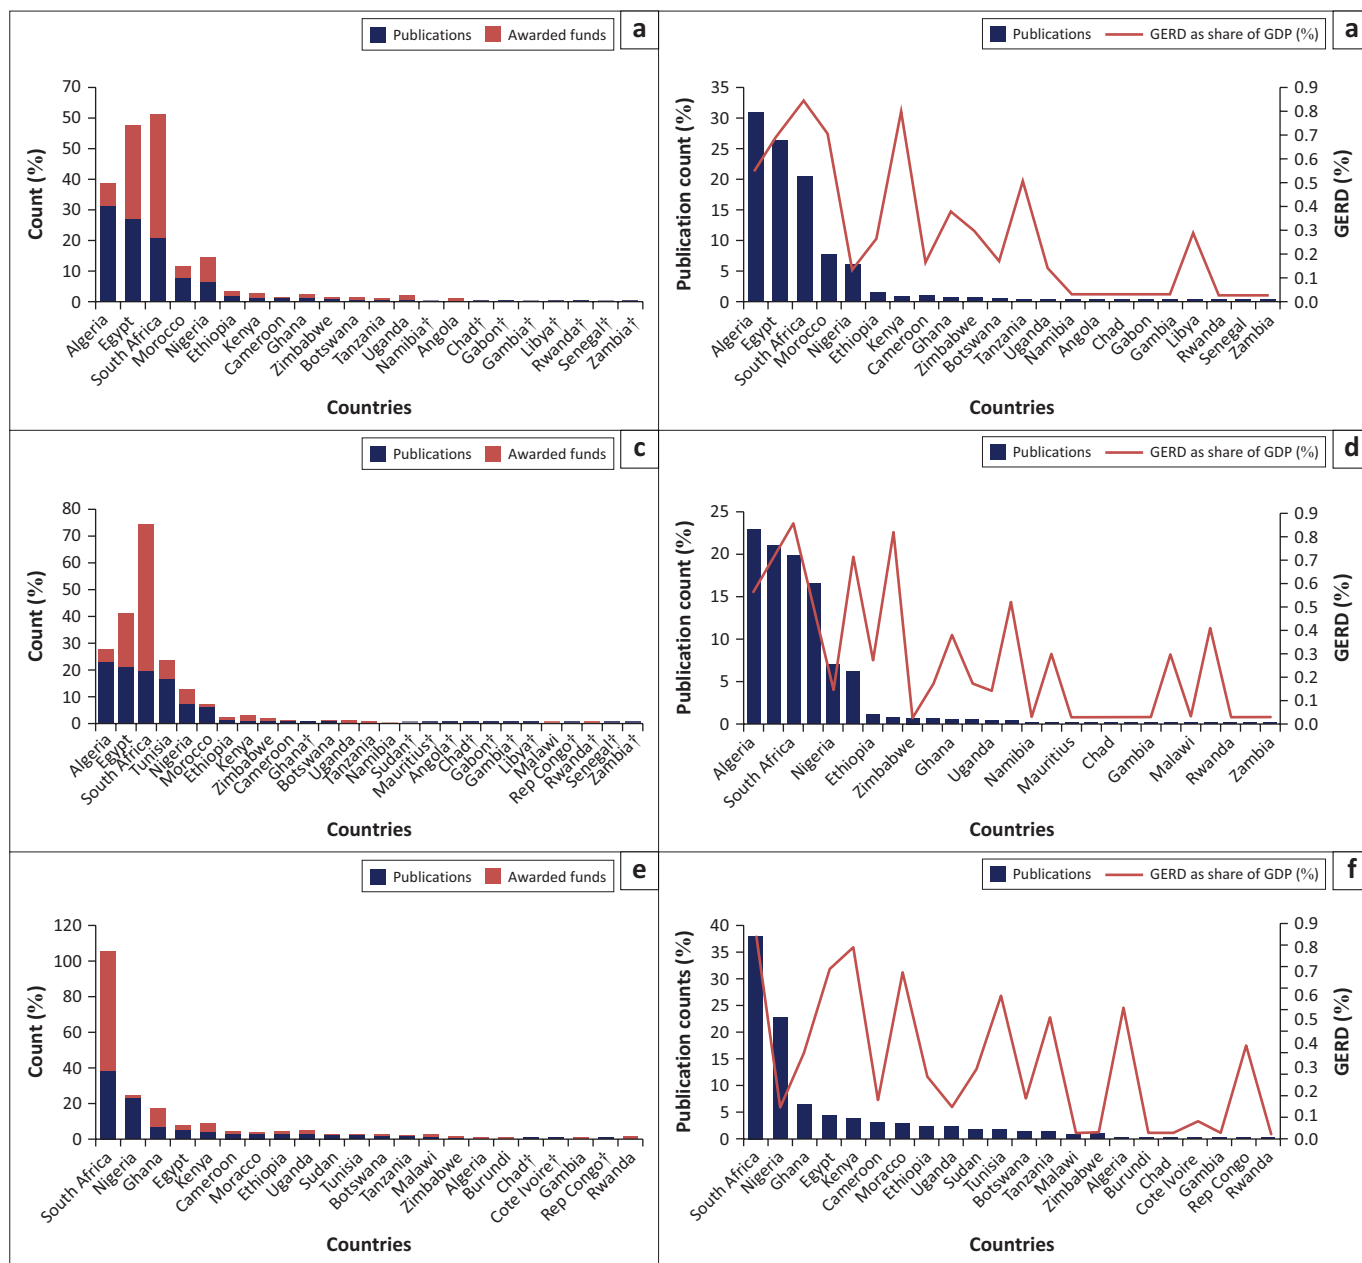 Publications Awarded funds a
70
60
50
40
30
20
10
0
Count (%)
Algeria
Egypt
South Africa
Morocco
Nigeria
Ethiopia
Kenya
Cameroon
Ghana
Zimbabwe
Botswana
Tanzania
Uganda
Namibia†
Angola
Chad†
Gabon†
Gambia†
Libya†
Rwanda†
Senegal†
Zambia†
Countries
Publications GERD as share of GDP (%) a
35
30
25
20
15
10
5
0
Publication count (%)
0.9
0.8
0.7
0.6
0.5
0.4
0.3
0.2
0.1
0.0
GERD (%)
Algeria
Egypt
South Africa
Morocco
Nigeria
Ethiopia
Kenya
Cameroon
Ghana
Zimbabwe
Botswana
Tanzania
Uganda
Namibia
Angola
Chad
Gabon
Gambia
Libya
Rwanda
Senegal
Zambia
Countries
Publications Awarded funds c
80
70
60
50
40
30
20
10
0
Count (%)
Algeria
Egypt
South Africa
Tunisia
Nigeria
Morocco
Ethiopia
Kenya
Zimbabwe
Cameroon
Ghana†
Botswana
Uganda
Tanzania
Namibia
Sudan†
Mauritius†
Angola†
Chad†
Gabon†
Gambia†
Libya†
Malawi
Rep Congo†
Rwanda†
Senegal†
Zambia†
Countries
Publications GERD as share of GDP (%) d
25
20
15
10
5
0
Publication count (%)
0.9
0.8
0.7
0.6
0.5
0.4
0.3
0.2
0.1
0.0
GERD (%)
Algeria
South Africa
Nigeria
Ethiopia
Zimbabwe
Ghana
Uganda
Namibia
Mauritius
Chad
Gambia
Malawi
Rwanda
Zambia
Countries
Publications Awarded funds e
120
100
80
60
40
20
0
Count (%)
South Africa
Nigeria
Ghana
Egypt
Kenya
Cameroon
Morocco
Ethiopia
Uganda
Sudan
Tunisia
Botswana
Tanzania
Malawi
Zimbabwe
Algeria
Burundi
Chad†
Cote Ivoire†
Gambia
Rep Congo†
Rwanda
Countries
Publications GERD as share of GDP (%) f
40
35
30
25
20
15
10
5
0
Publication counts (%)
0.9
0.8
0.7
0.6
0.5
0.4
0.3
0.2
0.1
0.0
GERD (%)
South Africa
Nigeria
Ghana
Egypt
Kenya
Cameroon
Moracco
Ethiopia
Uganda
Sudan
Tunisia
Botswana
Tanzania
Malawi
Zimbabwe
Algeria
Burundi
Chad
Cote Ivoire
Gambia
Rep Congo
Rwanda
Countries